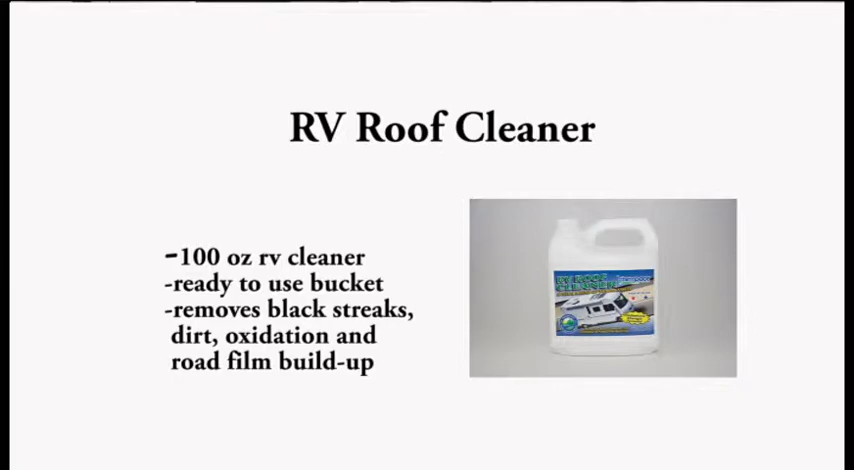 RV Roof Cleaner
-100 oz rv cleaner
-ready to use bucket
-removes black streaks,
dirt, oxidation and
road film build-up
RV ROOF
CLEANER